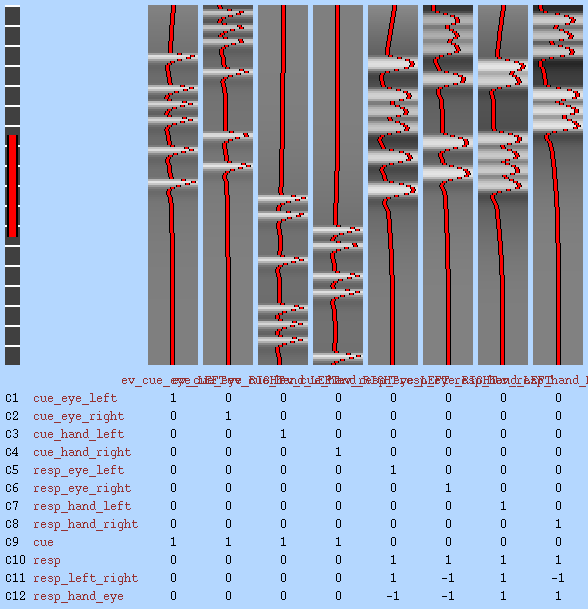 C1 cue_eye_left 1 0 0 0 0 0 0 0
C2 cue_eye_right 0 1 0 0 0 0 0 0
C3 cue_hand_left 0 0 1 0 0 0 0 0
C4 cue_hand_right 0 0 0 1 0 0 0 0
C5 resp_eye_left 0 0 0 0 1 0 0 0
C6 resp_eye_right 0 0 0 0 0 1 0 0
C7 resp_hand_left 0 0 0 0 0 0 1 0
C8 resp_hand_right 0 0 0 0 0 0 0 1
C9 cue 1 1 1 1 0 0 0 0
C10 resp 0 0 0 0 1 1 1 1
C11 resp_left_right 0 0 0 0 1 -1 1 -1
C12 resp_hand_eye 0 0 0 0 -1 -1 1 1